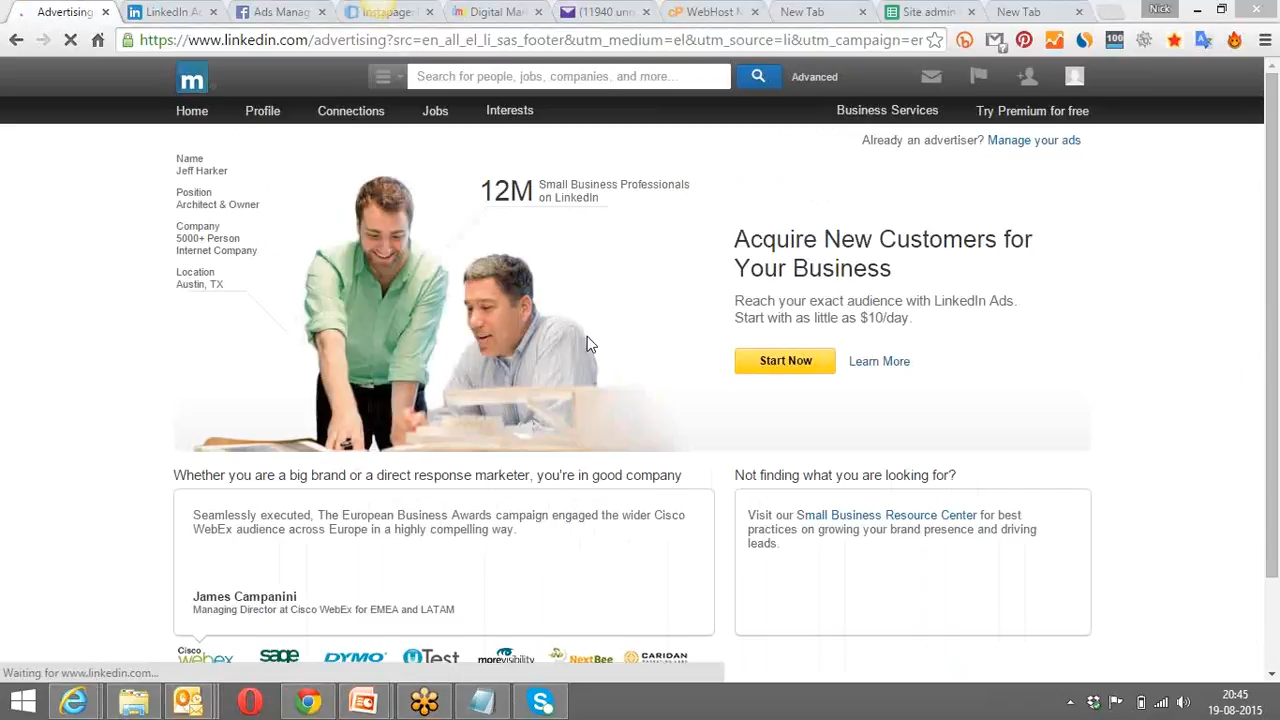 Advertising
LinkedIn Ad
Ads Manag
Instapage
Digital Ma
(11940 un
WebHost M
New Tab
Site admin
New Tab
Nick
https://www.linkedin.com/advertising?src=en_all_el_li_sas_footer&utm_medium=el&utm_source=li&utm_campaign=er
100
m
Search for people, jobs, companies, and more...
Advanced
Home
Profile
Connections
Jobs
Interests
Business Services
Try Premium for free
Already an advertiser? Manage your ads
Name
Jeff Harker
Position
Architect & Owner
Company
5000+ Person
Internet Company
Location
Austin, TX
12M Small Business Professionals
on LinkedIn
Acquire New Customers for
Your Business
Reach your exact audience with LinkedIn Ads.
Start with as little as $10/day.
Start Now
Learn More
Whether you are a big brand or a direct response marketer, you're in good company
Seamlessly executed, The European Business Awards campaign engaged the wider Cisco
WebEx audience across Europe in a highly compelling way.
James Campanini
Managing Director at Cisco WebEx for EMEA and LATAM
Not finding what you are looking for?
Visit our Small Business Resource Center for best
practices on growing your brand presence and driving
leads.
Cisco
webex
sage
DYMO
uTest
morevisibility
NextBee
CARIDAN
Waiting for www.linkedin.com...
20:45
19-08-2015